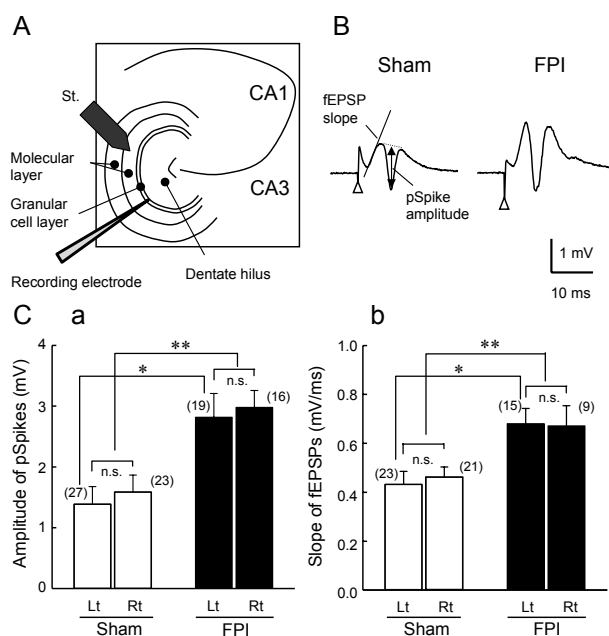 A
St.
CA1
CA3
Molecular
layer
Granular
cell layer
Recording electrode
Dentate hilus
B
Sham
FPI
fEPSP
slope
pSpike
amplitude
1 mV
10 ms
C
a
Amplitude of pSpikes (mV)
4
3
2
1
0
**
*
n.s.
(19)
(16)
n.s.
(27)
(23)
Lt
Rt
Lt
Rt
Sham
FPI
b
Slope of fEPSPs (mV/ms)
1.0
0.8
0.6
0.4
0.2
0.0
**
*
n.s.
(15)
(9)
n.s.
(23)
(21)
Lt
Rt
Lt
Rt
Sham
FPI